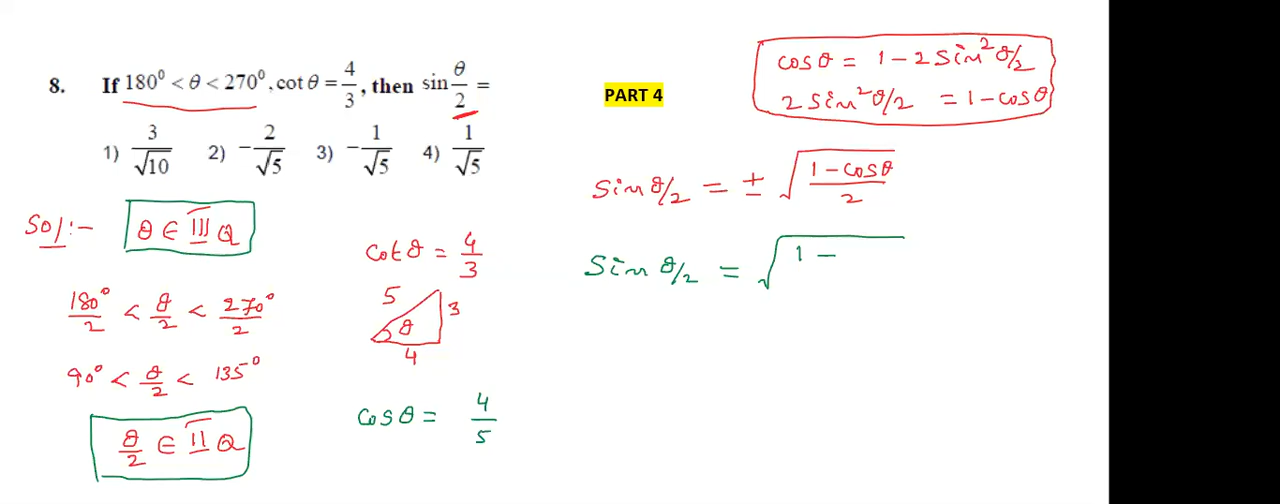 8. If 180° < θ < 270°, cot θ = 4/3, then sin θ/2 =
1) 3/√10 2) -2/√5 3) -1/√5 4) 1/√5
Sol:- θ ∈ III Q
180°/2 < θ/2 < 270°/2
90° < θ/2 < 135°
θ/2 ∈ II Q
cot θ = 4/3
5 3
θ
4
cos θ = 4/5
PART 4
cos θ = 1 - 2 sin² θ/2
2 sin² θ/2 = 1 - cos θ
sin θ/2 = ± √(1 - cos θ)/2
sin θ/2 = √1 -